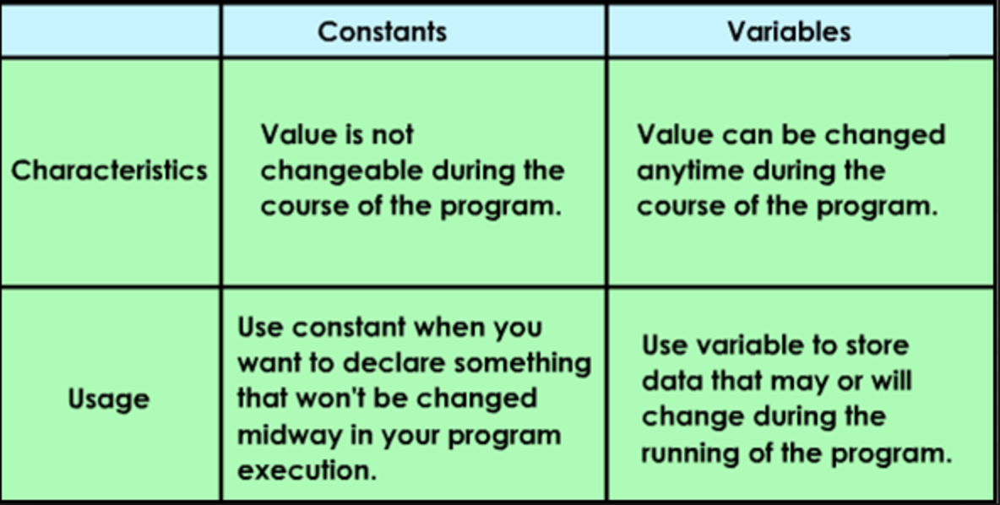 Constants
Variables
Characteristics
Value is not
changeable during the
course of the program.
Value can be changed
anytime during the
course of the program.
Usage
Use constant when you
want to declare something
that won't be changed
midway in your program
execution.
Use variable to store
data that may or will
change during the
running of the program.